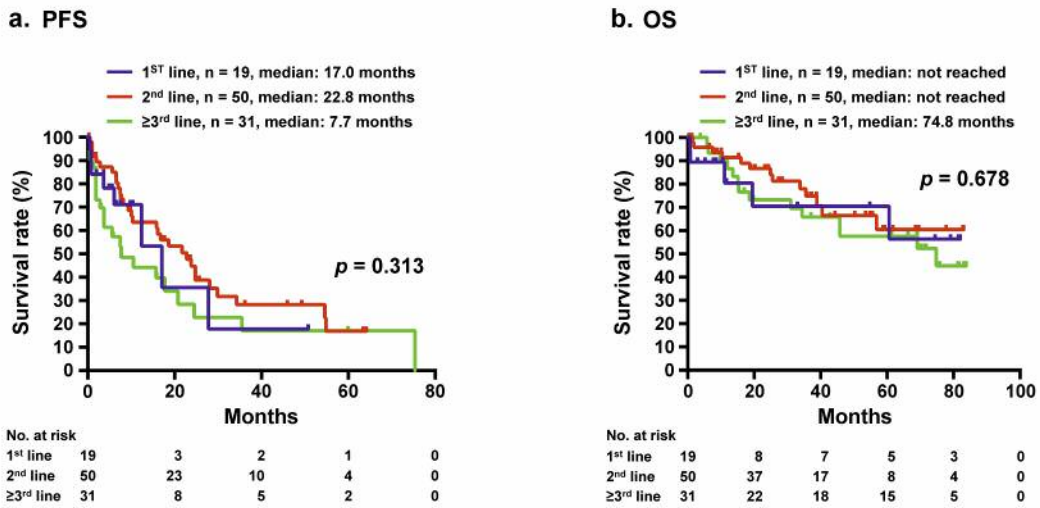 a. PFS
1ST line, n = 19, median: 17.0 months
2nd line, n = 50, median: 22.8 months
≥3rd line, n = 31, median: 7.7 months
100
90
80
70
60
50
40
30
20
10
0
Survival rate (%)
p = 0.313
0 20 40 60 80
Months
No. at risk
1st line 19 3 2 1 0
2nd line 50 23 10 4 0
≥3rd line 31 8 5 2 0
b. OS
1ST line, n = 19, median: not reached
2nd line, n = 50, median: not reached
≥3rd line, n = 31, median: 74.8 months
100
90
80
70
60
50
40
30
20
10
0
Survival rate (%)
p = 0.678
0 20 40 60 80 100
Months
No. at risk
1st line 19 8 7 5 3 0
2nd line 50 37 17 8 4 0
≥3rd line 31 22 18 15 5 0